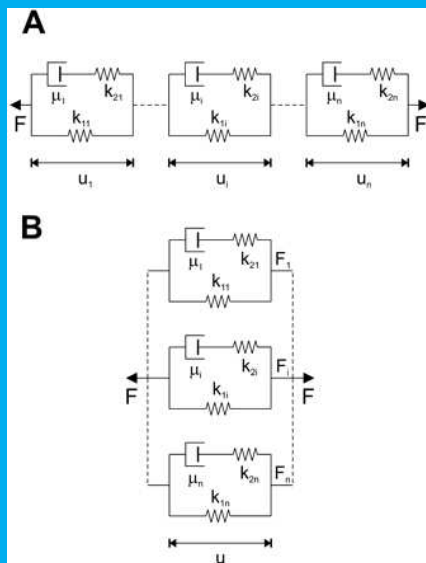 A
μ₁ k₂₁ μᵢ k₂ᵢ μₙ k₂ₙ
F k₁₁ k₁ᵢ k₁ₙ F
u₁ uᵢ uₙ
B
μ₁ k₂₁ F₁
k₁₁
μᵢ k₂ᵢ Fᵢ
F k₁ᵢ F
μₙ k₂ₙ Fₙ
k₁ₙ
u